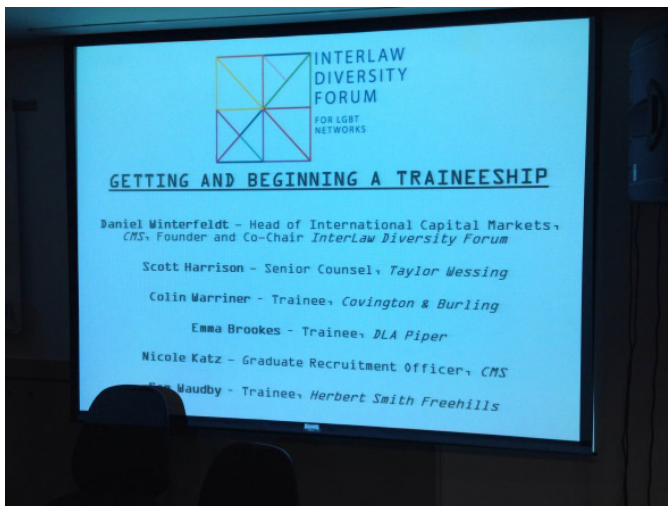 INTERLAW
DIVERSITY
FORUM
FOR LGBT
NETWORKS
GETTING AND BEGINNING A TRAINEESHIP
Daniel Winterfeldt – Head of International Capital Markets,
CMS, Founder and Co-Chair InterLaw Diversity Forum
Scott Harrison – Senior Counsel, Taylor Wessing
Colin Warriner - Trainee, Covington & Burling
Emma Brookes - Trainee, DLA Piper
Nicole Katz – Graduate Recruitment Officer, CMS
Waudby - Trainee, Herbert Smith Freehills